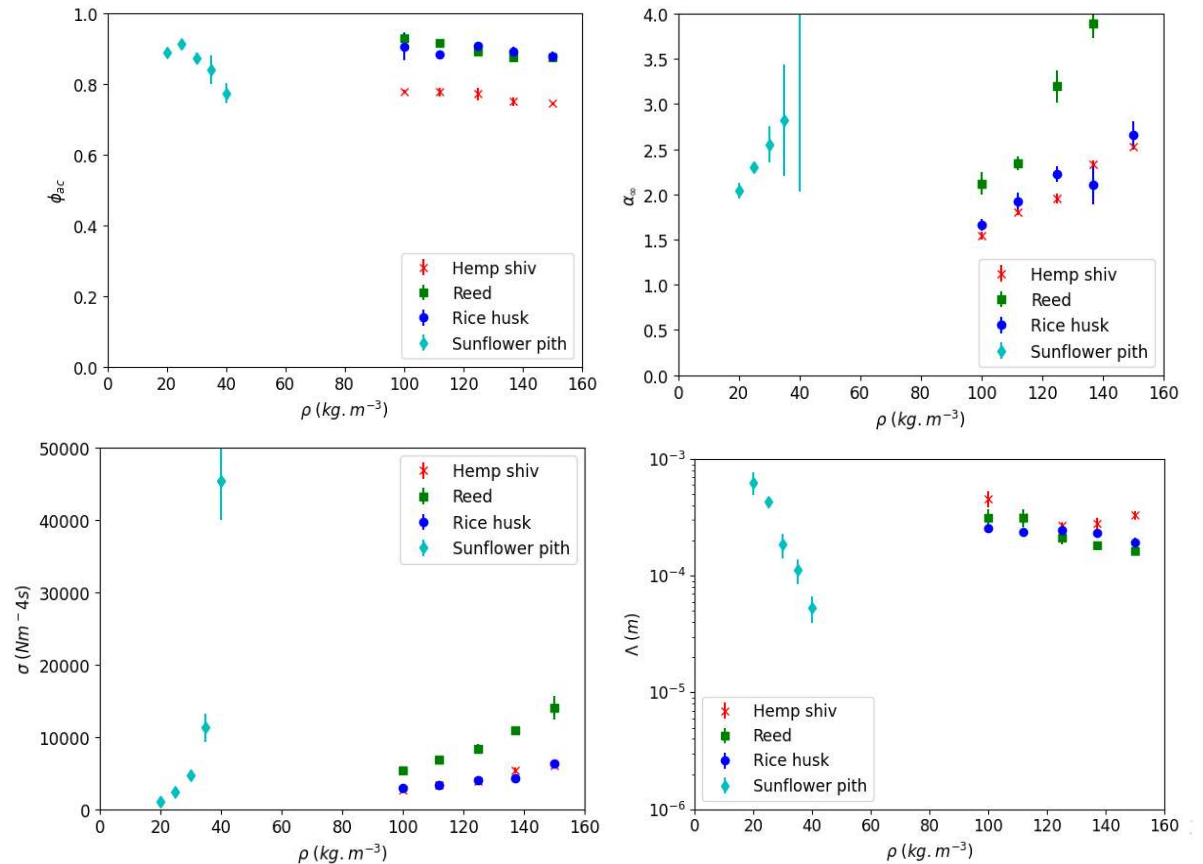 1.0
0.8
0.6
0.4
0.2
0.0
ϕac
0 20 40 60 80 100 120 140 160
ρ (kg.m⁻³)
Hemp shiv
Reed
Rice husk
Sunflower pith
4.0
3.5
3.0
2.5
2.0
1.5
1.0
0.5
0.0
α∞
0 20 40 60 80 100 120 140 160
ρ (kg.m⁻³)
Hemp shiv
Reed
Rice husk
Sunflower pith
50000
40000
30000
20000
10000
0
σ (Nm⁻4s)
0 20 40 60 80 100 120 140 160
ρ (kg.m⁻³)
Hemp shiv
Reed
Rice husk
Sunflower pith
10⁻³
10⁻⁴
10⁻⁵
10⁻⁶
Λ (m)
0 20 40 60 80 100 120 140 160
ρ (kg.m⁻³)
Hemp shiv
Reed
Rice husk
Sunflower pith